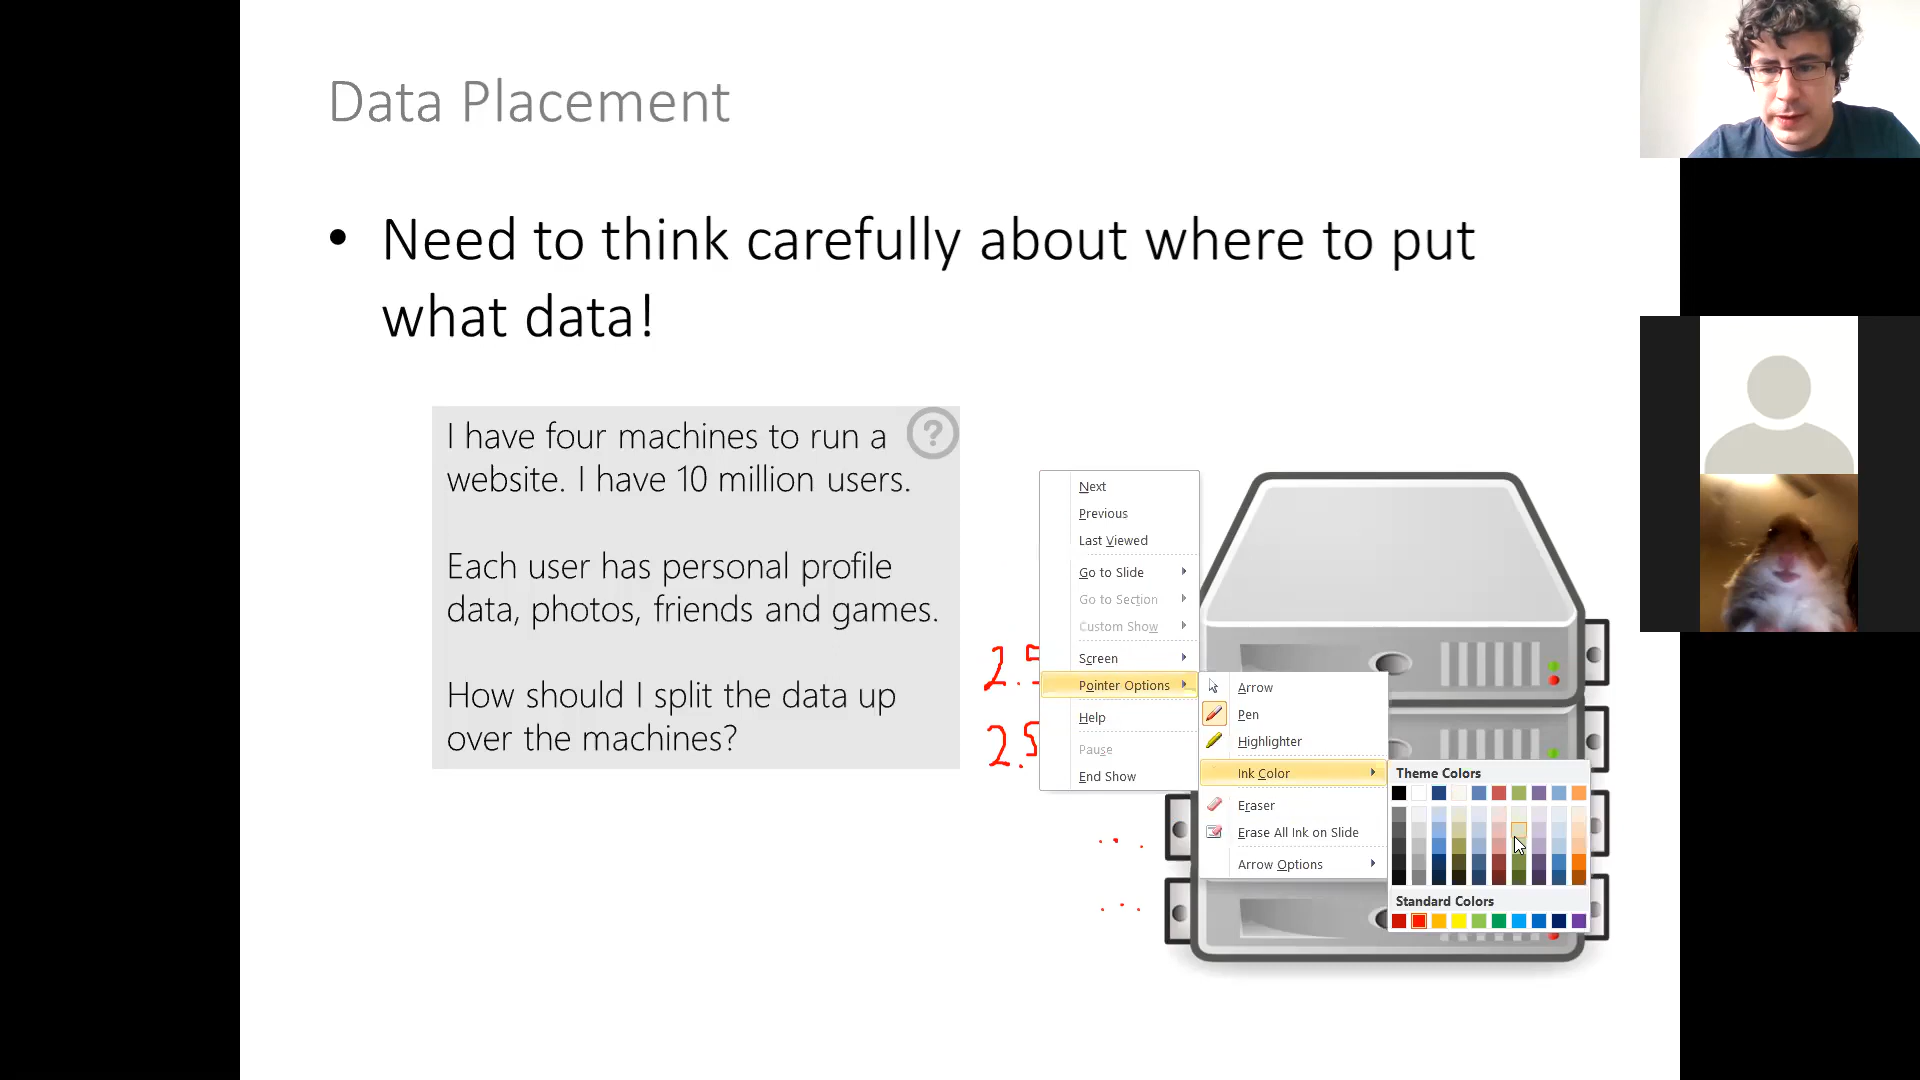 Data Placement
• Need to think carefully about where to put
what data!
I have four machines to run a
website. I have 10 million users.
Each user has personal profile
data, photos, friends and games.
How should I split the data up
over the machines?
?
2.5
2.5
...
...
Next
Previous
Last Viewed
Go to Slide
Go to Section
Custom Show
Screen
Pointer Options
Help
Pause
End Show
Arrow
Pen
Highlighter
Ink Color
Eraser
Erase All Ink on Slide
Arrow Options
Theme Colors
Standard Colors